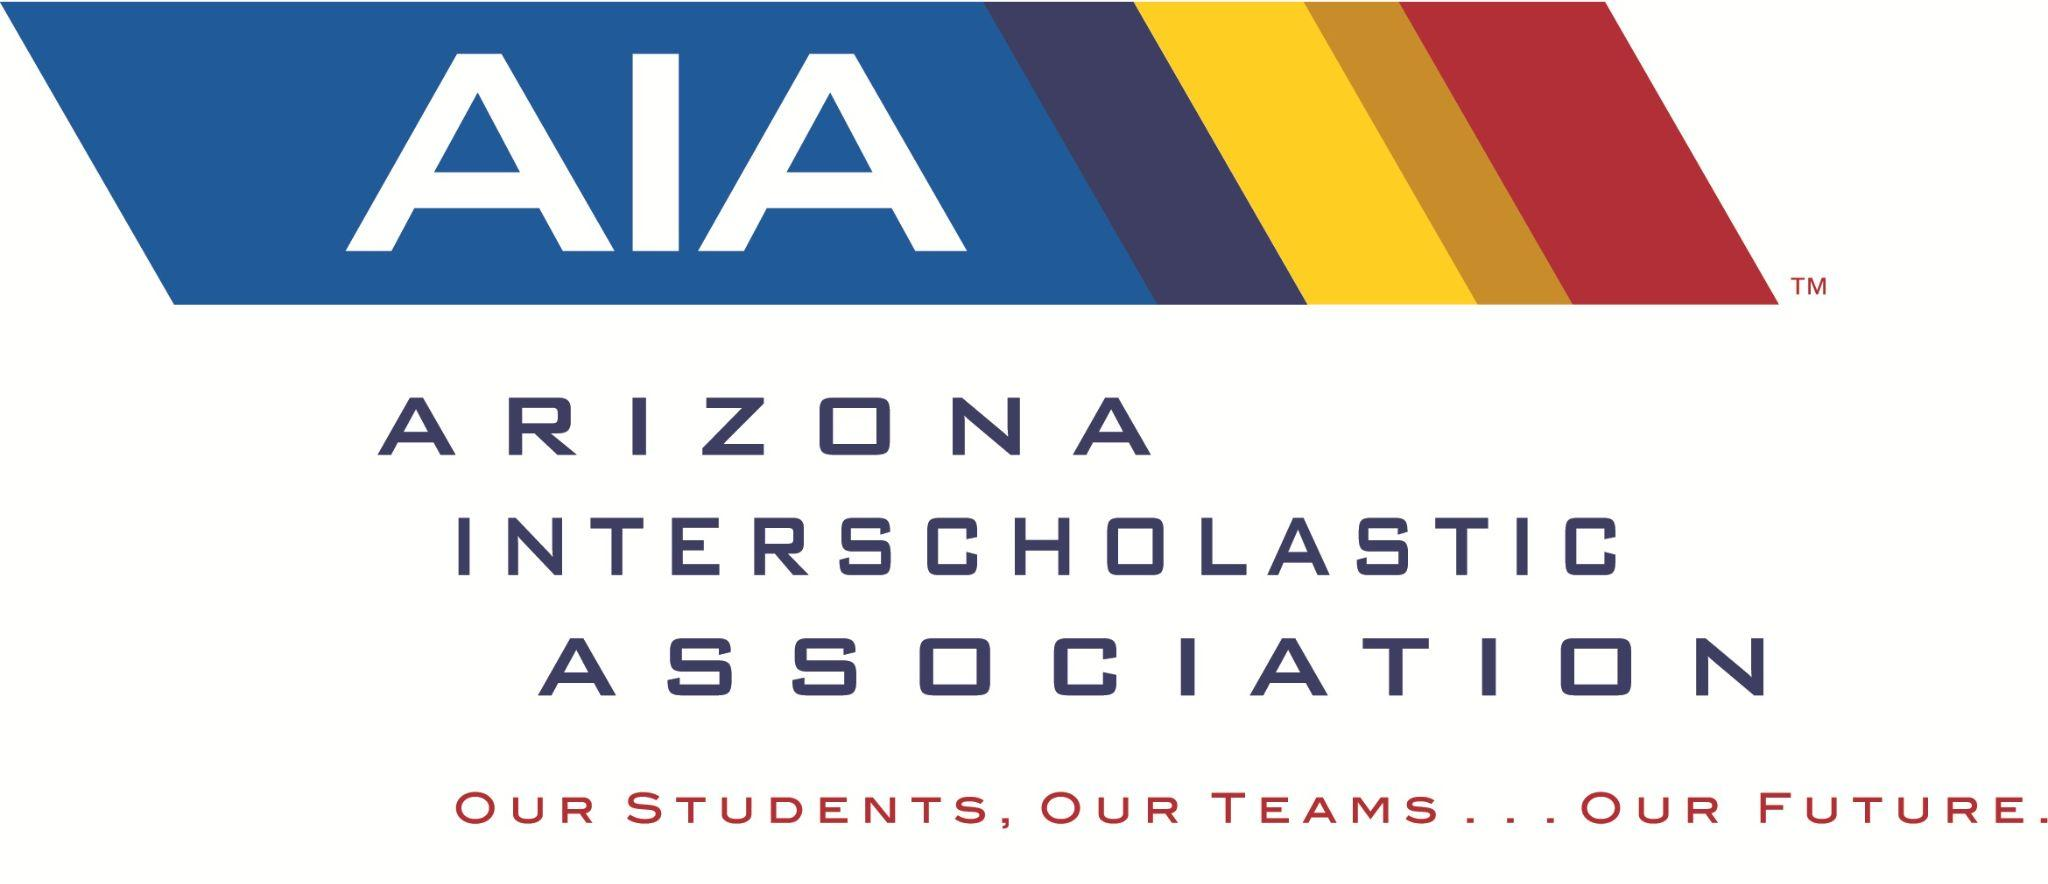 AIA
TM
ARIZONA
INTERSCHOLASTIC
ASSOCIATION
OUR STUDENTS, OUR TEAMS . . . OUR FUTURE.